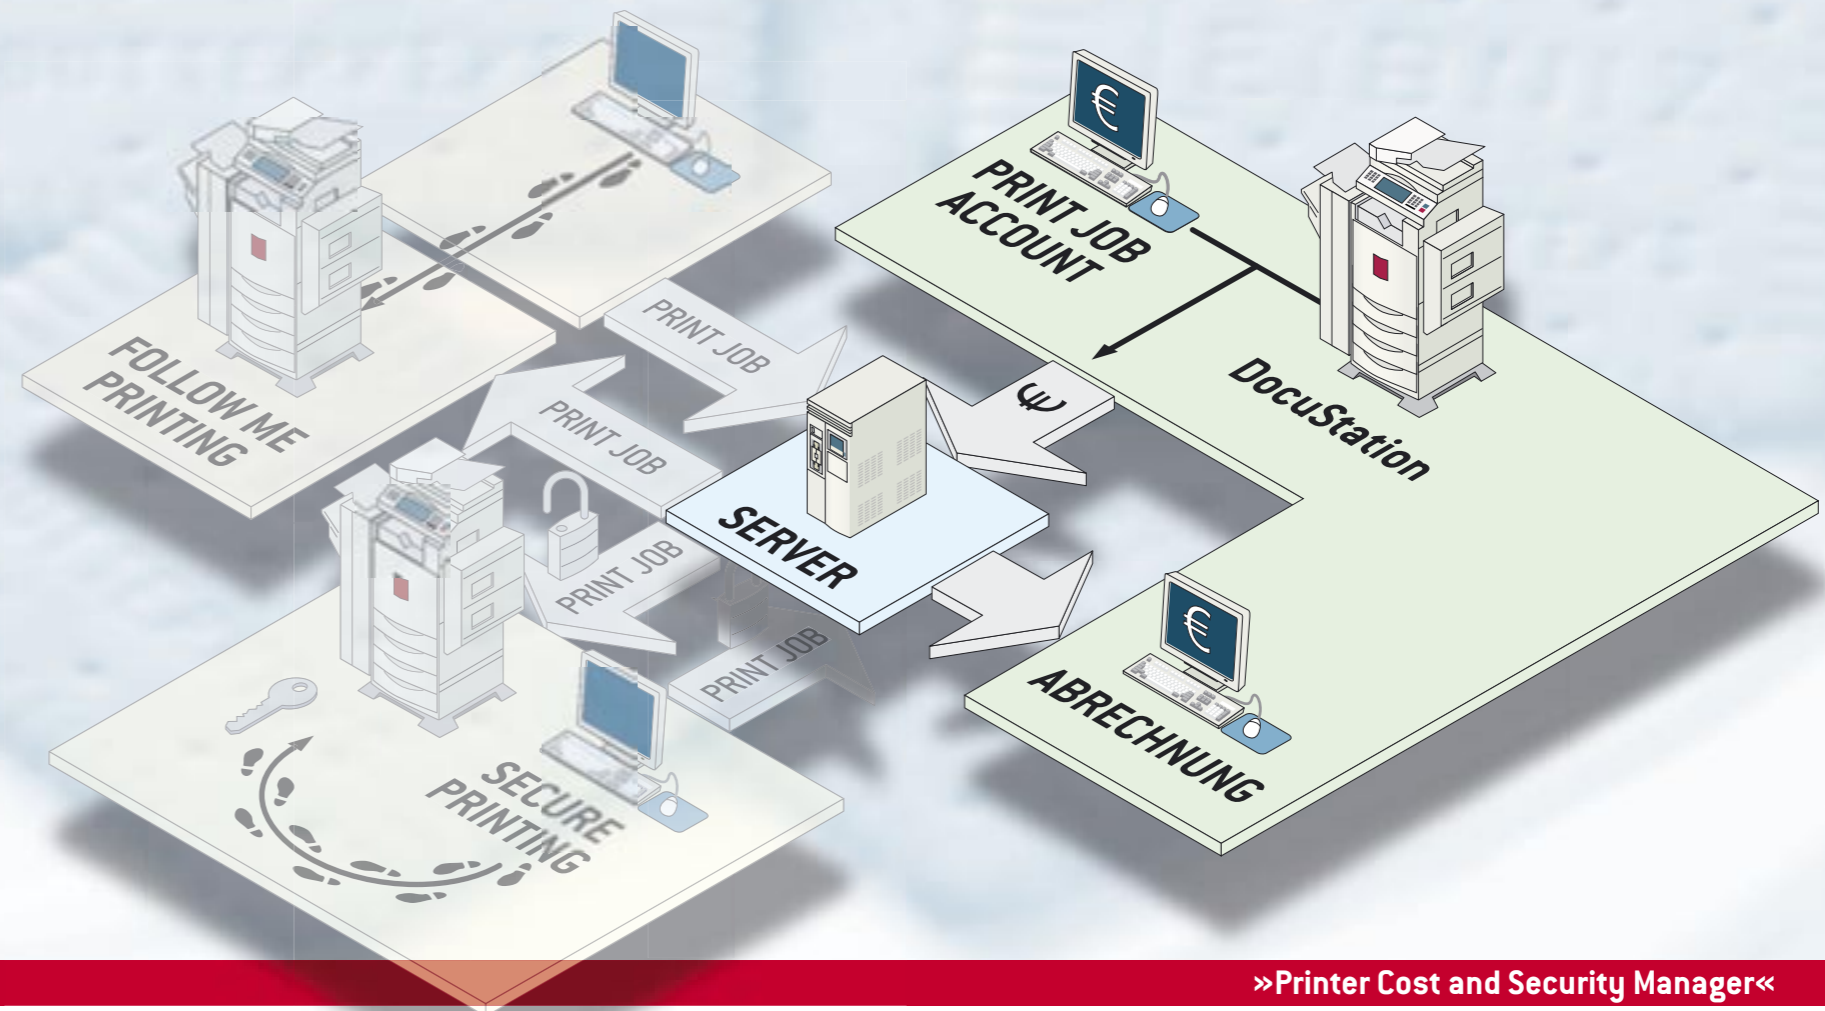 PRINT JOB
ACCOUNT
DocuStation
FOLLOW ME
PRINTING
PRINT JOB
PRINT JOB
€
€
SERVER
PRINT JOB
PRINT JOB
€
ABRECHNUNG
SECURE
PRINTING
»Printer Cost and Security Manager«